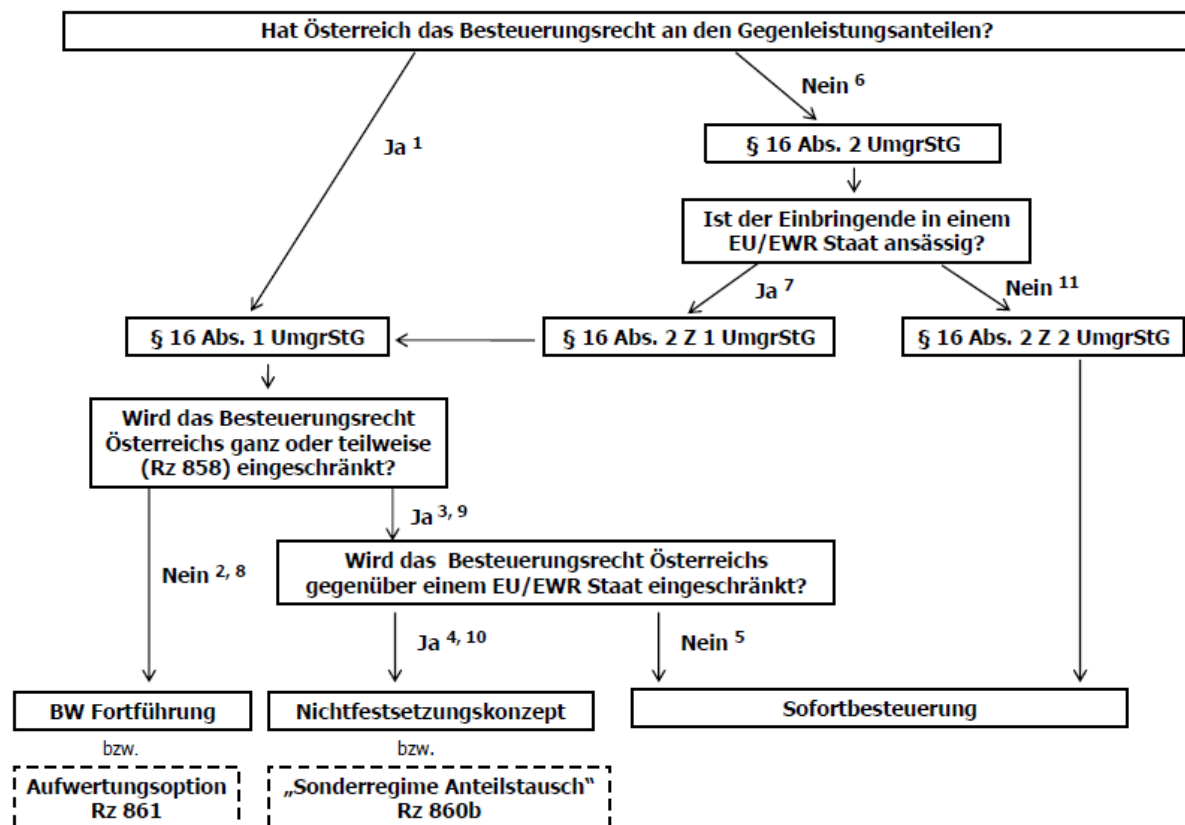 Hat Österreich das Besteuerungsrecht an den Gegenleistungsanteilen?
Nein 6
Ja 1
§ 16 Abs. 2 UmgrStG
Ist der Einbringende in einem
EU/EWR Staat ansässig?
Ja 7
Nein 11
§ 16 Abs. 1 UmgrStG
§ 16 Abs. 2 Z 1 UmgrStG
§ 16 Abs. 2 Z 2 UmgrStG
Wird das Besteuerungsrecht
Österreichs ganz oder teilweise
(Rz 858) eingeschränkt?
Ja 3, 9
Nein 2, 8
Wird das Besteuerungsrecht Österreichs
gegenüber einem EU/EWR Staat eingeschränkt?
Ja 4, 10
Nein 5
BW Fortführung
Nichtfestsetzungskonzept
Sofortbesteuerung
bzw.
bzw.
Aufwertungsoption
Rz 861
„Sonderregime Anteilstausch“
Rz 860b